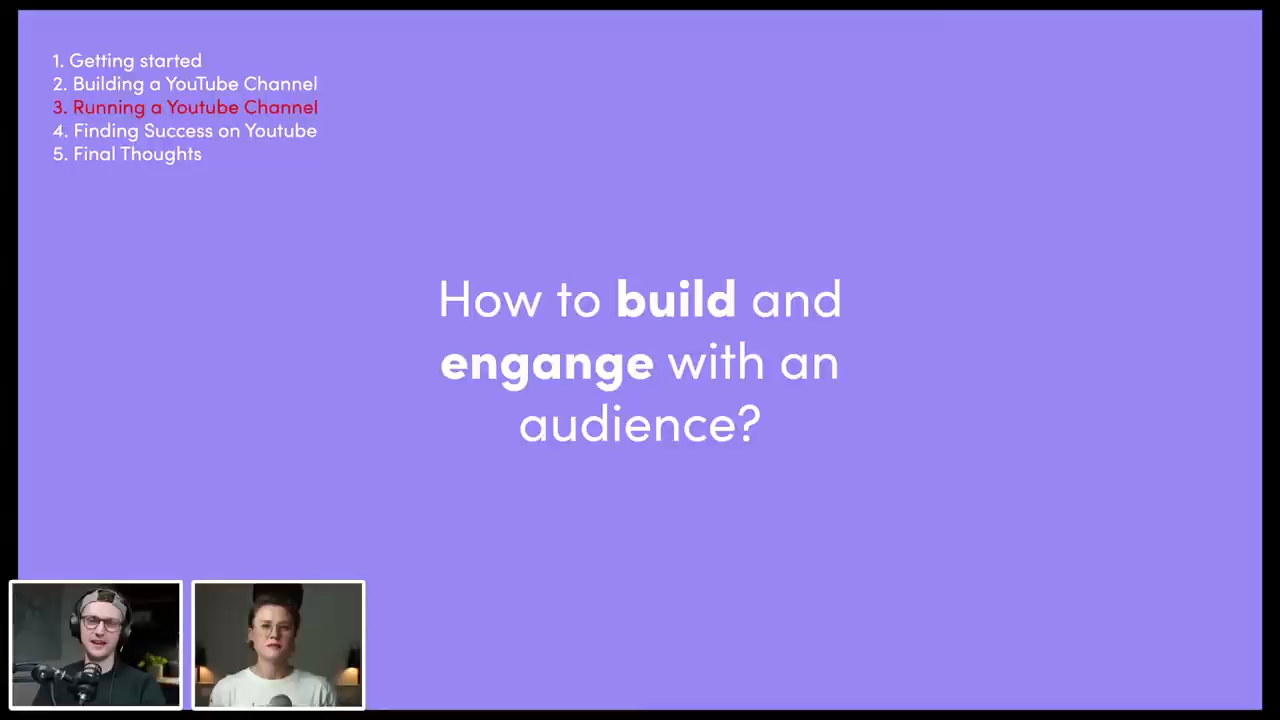 1. Getting started
2. Building a YouTube Channel
3. Running a Youtube Channel
4. Finding Success on Youtube
5. Final Thoughts
How to build and
engange with an
audience?